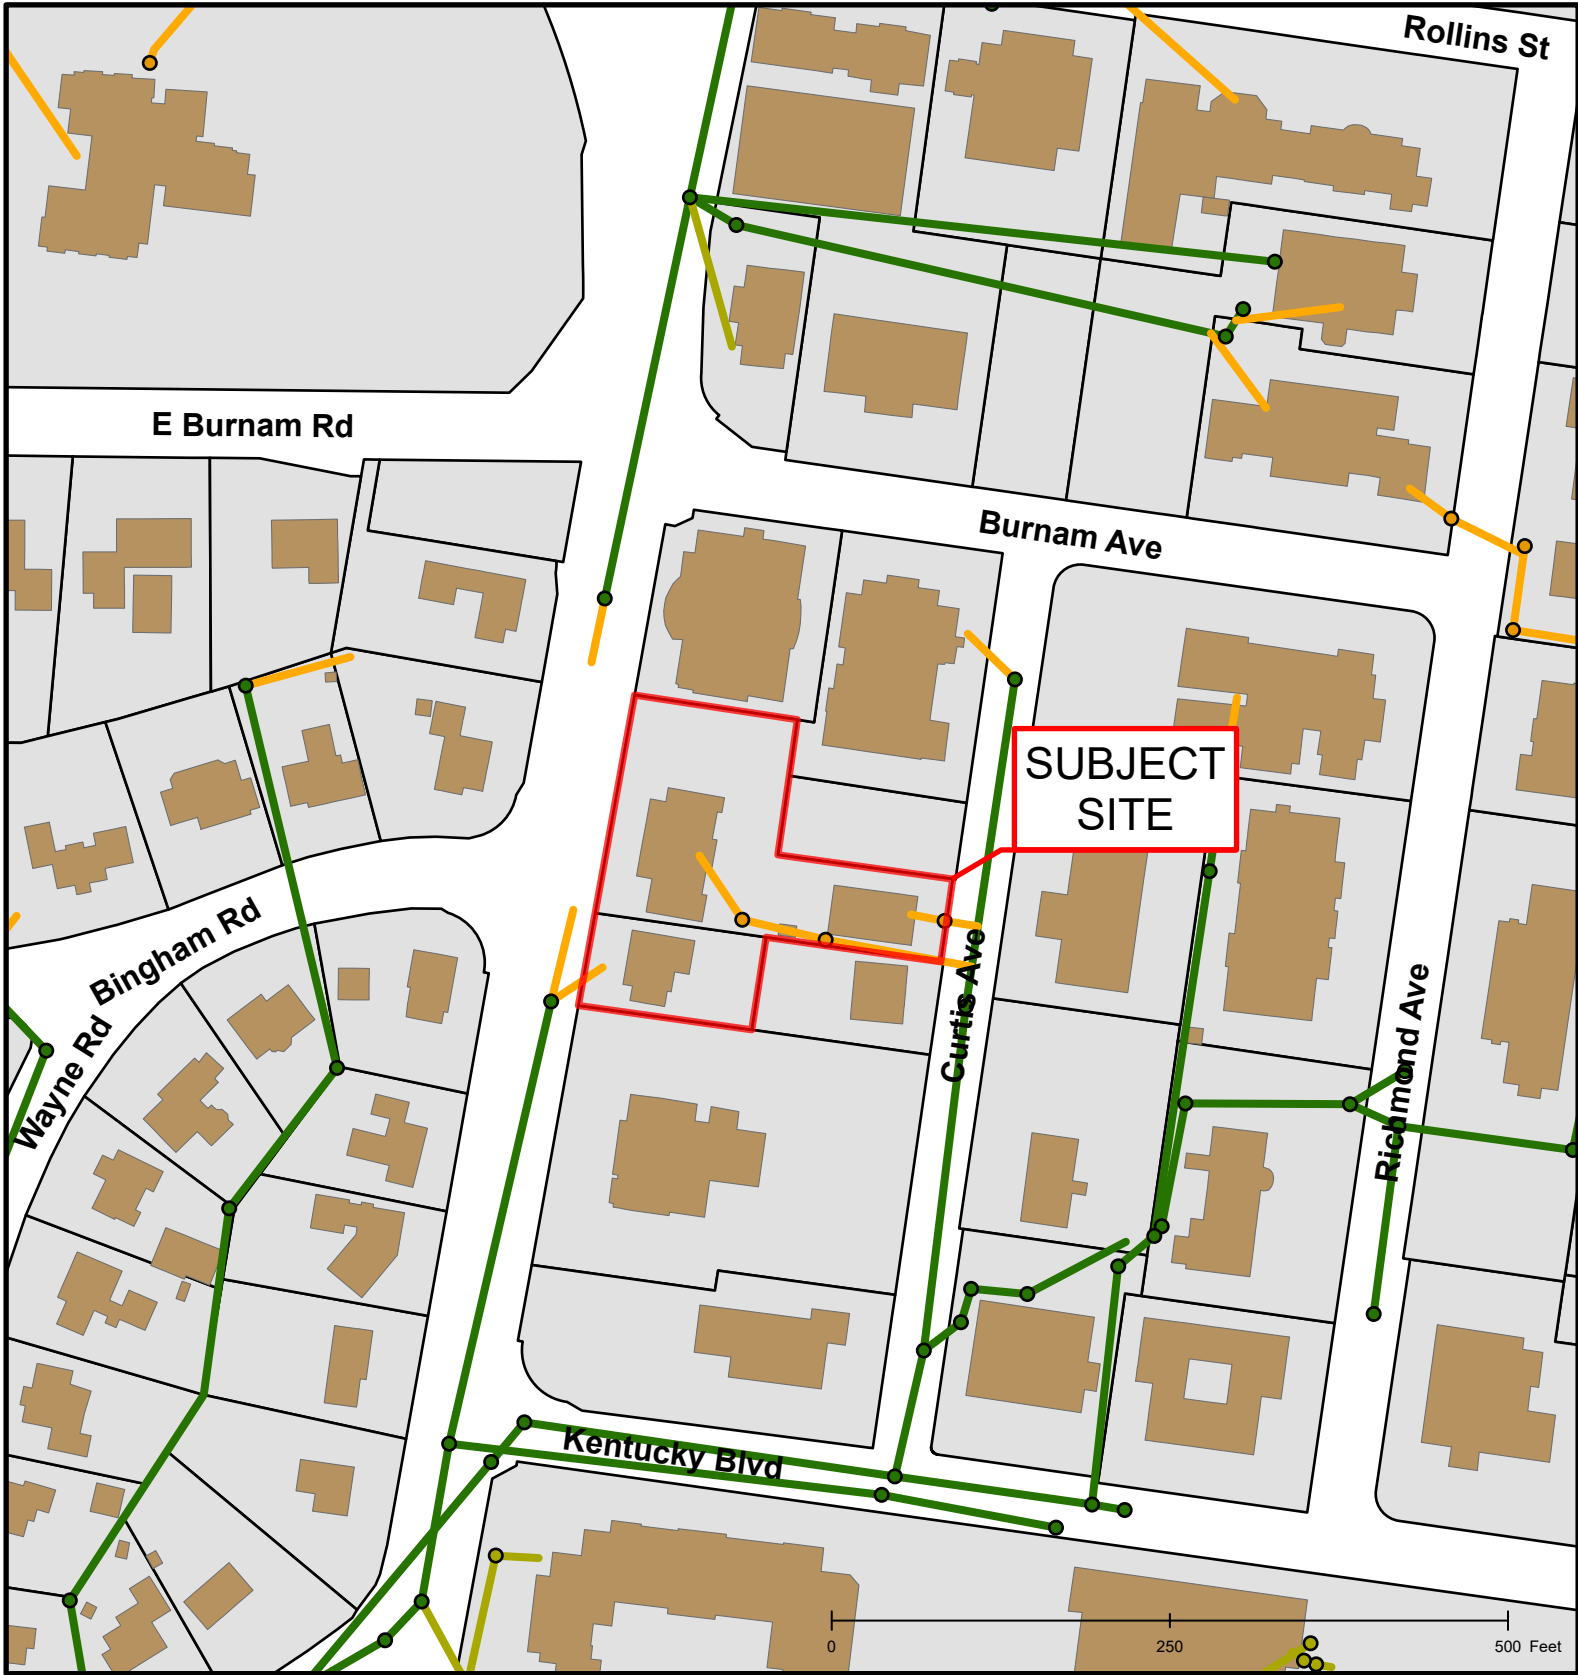 Rollins St
E Burnam Rd
Burnam Ave
SUBJECT
SITE
Bingham Rd
Curtis Ave
Richmond Ave
Wayne Rd
Kentucky Blvd
0 250 500 Feet